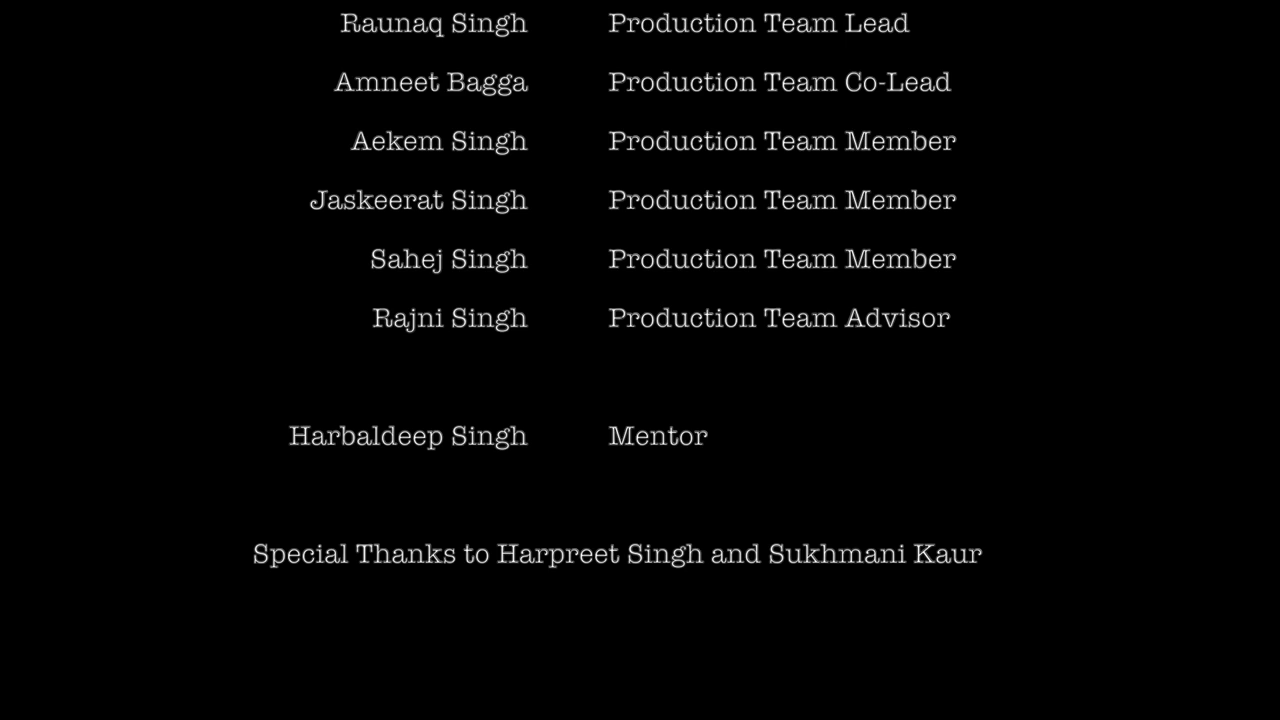 Raunaq Singh Production Team Lead
Amneet Bagga Production Team Co-Lead
Aekem Singh Production Team Member
Jaskeerat Singh Production Team Member
Sahej Singh Production Team Member
Rajni Singh Production Team Advisor
Harbaldeep Singh Mentor
Special Thanks to Harpreet Singh and Sukhmani Kaur